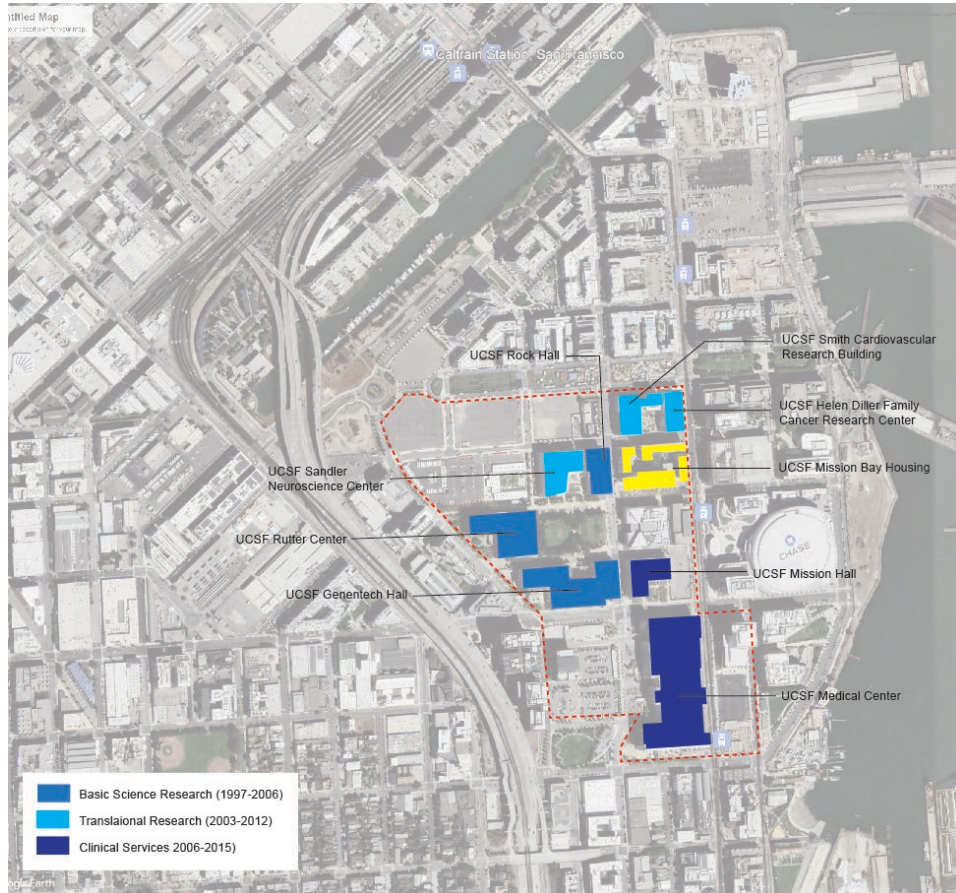 ntitled Map
Caltrain Station, San Francisco
UCSF Smith Cardiovascular
Research Building
UCSF Rock Hall
UCSF Helen Diller Family
Cancer Research Center
UCSF Sandler
Neuroscience Center
UCSF Mission Bay Housing
UCSF Rutter Center
CHASE
UCSF Mission Hall
UCSF Genentech Hall
UCSF Medical Center
Basic Science Research (1997-2006)
Translaional Research (2003-2012)
Clinical Services 2006-2015)
ogle Earth